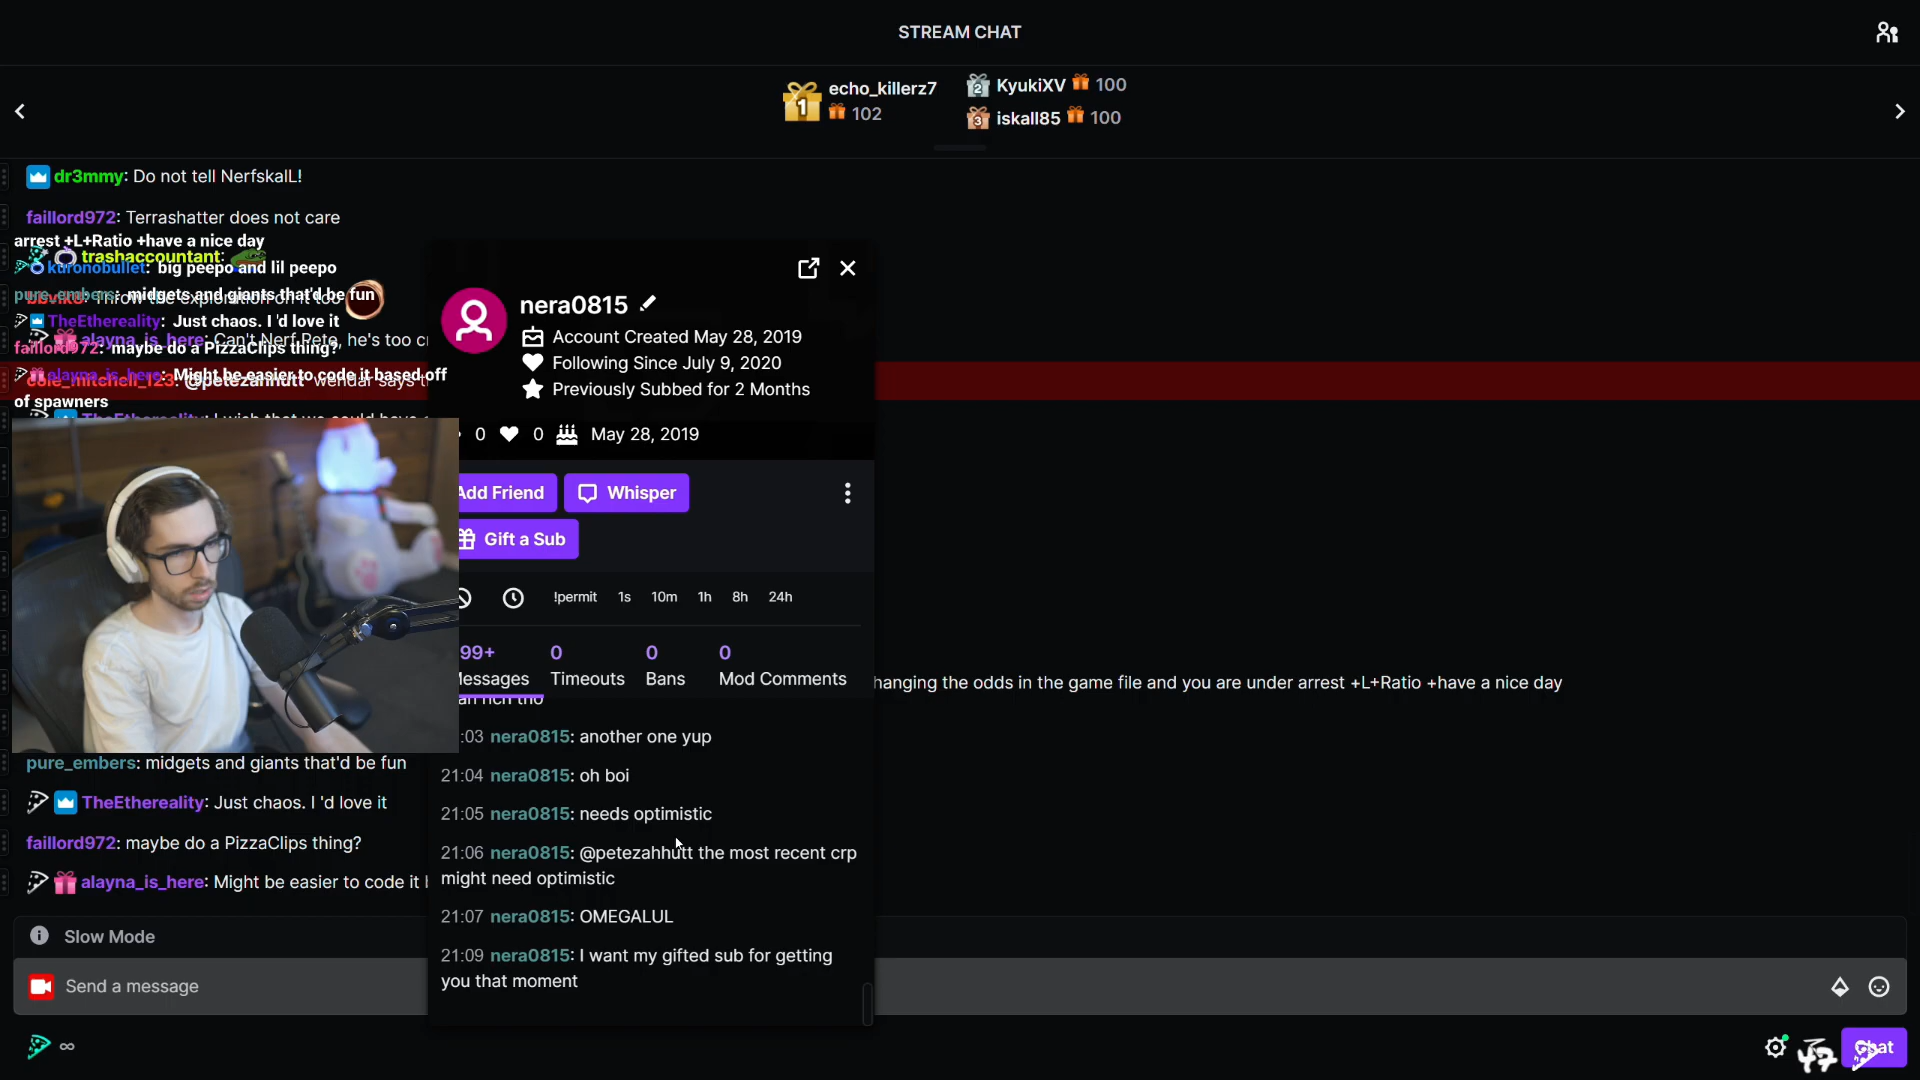 STREAM CHAT
echo_killerz7
102
KyukiXV 100
iskall85 100
dr3mmy: Do not tell NerfskalL!
faillord972: Terrashatter does not care
arrest +L+Ratio +have a nice day
trashaccountant:
kuronobullet: big peepo and lil peepo
pure_embers: midgets and giants that'd be fun
TheEthereality: Just chaos. I 'd love it
alayna_is_here: Can't Nerf Pete, he's too
faillord972: maybe do a PizzaClips thing?
alayna_is_here: Might be easier to code it based off
cole_mitchell_123: @petezahhutt wendar says
of spawners
TheEthereality: I wish that we could have
nera0815
Account Created May 28, 2019
Following Since July 9, 2020
Previously Subbed for 2 Months
0 0 May 28, 2019
Add Friend Whisper
Gift a Sub
!permit 1s 10m 1h 8h 24h
99+ 0 0 0
Messages Timeouts Bans Mod Comments
hanging the odds in the game file and you are under arrest +L+Ratio +have a nice day
:03 nera0815: another one yup
21:04 nera0815: oh boi
21:05 nera0815: needs optimistic
21:06 nera0815: @petezahhutt the most recent crp
might need optimistic
21:07 nera0815: OMEGALUL
21:09 nera0815: I want my gifted sub for getting
you that moment
pure_embers: midgets and giants that'd be fun
TheEthereality: Just chaos. I 'd love it
faillord972: maybe do a PizzaClips thing?
alayna_is_here: Might be easier to code it
Slow Mode
Send a message
∞
47
Chat